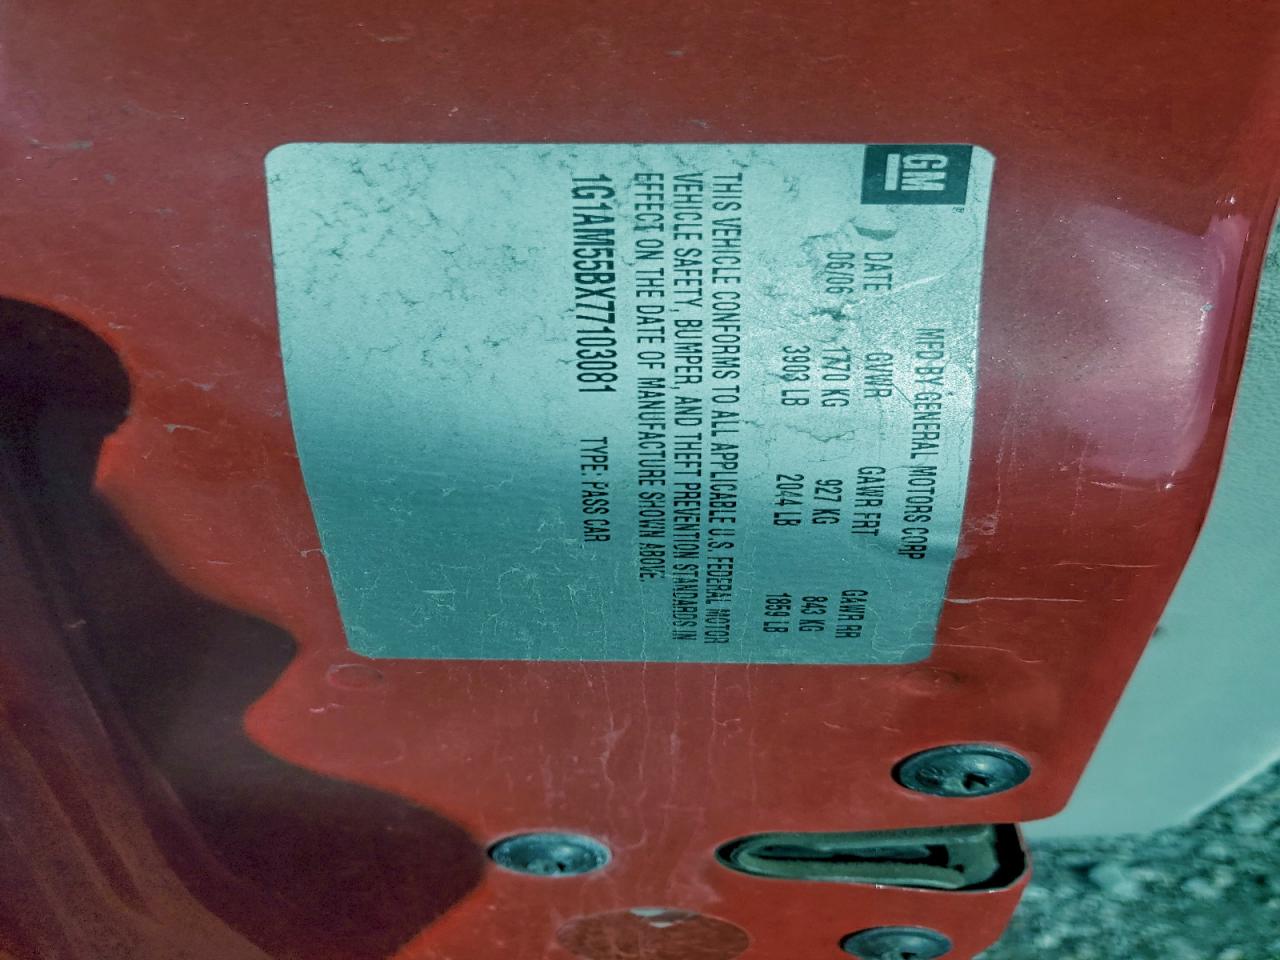 GM
MFD BY GENERAL MOTORS CORP
DATE GVWR GAWR FRT GAWR RR
06/06 1770 KG 927 KG 843 KG
3903 LB 2044 LB 1859 LB
THIS VEHICLE CONFORMS TO ALL APPLICABLE U.S. FEDERAL MOTOR
VEHICLE SAFETY, BUMPER, AND THEFT PREVENTION STANDARDS IN
EFFECT ON THE DATE OF MANUFACTURE SHOWN ABOVE.
1G1AM55BX77103081 TYPE: PASS CAR